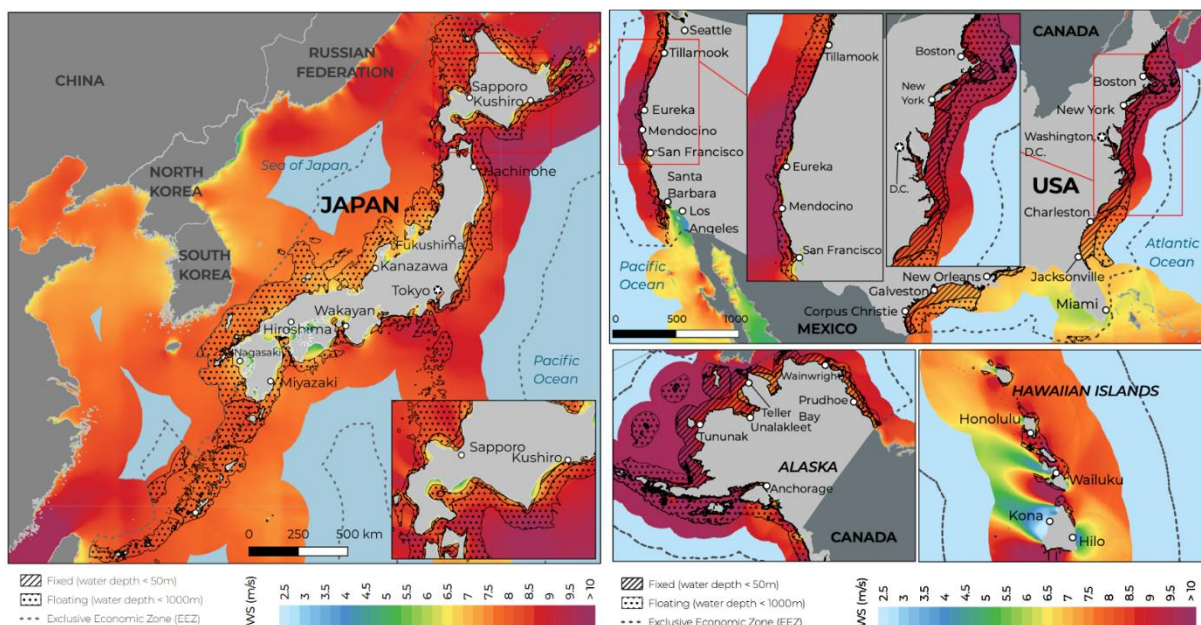 CHINA
RUSSIAN
FEDERATION
NORTH
KOREA
SOUTH
KOREA
Sea of Japan
JAPAN
Sapporo
Kushiro
Hachinohe
Fukushima
Kanazawa
Tokyo
Wakayan
Hiroshima
Nagasaki
Miyazaki
Pacific
Ocean
Sapporo
Kushiro
0 250 500 km
Fixed (water depth < 50m)
Floating (water depth < 1000m)
Exclusive Economic Zone (EEZ)
WS (m/s)
2.5 3 3.5 4 4.5 5 5.5 6 6.5 7 7.5 8 8.5 9 9.5 > 10
Seattle
Tillamook
Eureka
Mendocino
San Francisco
Santa
Barbara
Los
Angeles
Pacific
Ocean
0 500 1000
MEXICO
Tillamook
Eureka
Mendocino
San Francisco
Boston
New
York
D.C.
CANADA
Boston
New York
Washington
D.C.
USA
Charleston
Atlantic
Ocean
New Orleans
Jacksonville
Galveston
Miami
Corpus Christie
Wainwright
Prudhoe
Bay
Teller
Unalakleet
Tununak
ALASKA
Anchorage
CANADA
HAWAIIAN ISLANDS
Honolulu
Wailuku
Kona
Hilo
Fixed (water depth < 50m)
Floating (water depth < 1000m)
Exclusive Economic Zone (EEZ)
WS (m/s)
2.5 3 3.5 4 4.5 5 5.5 6 6.5 7 7.5 8 8.5 9 9.5 > 10